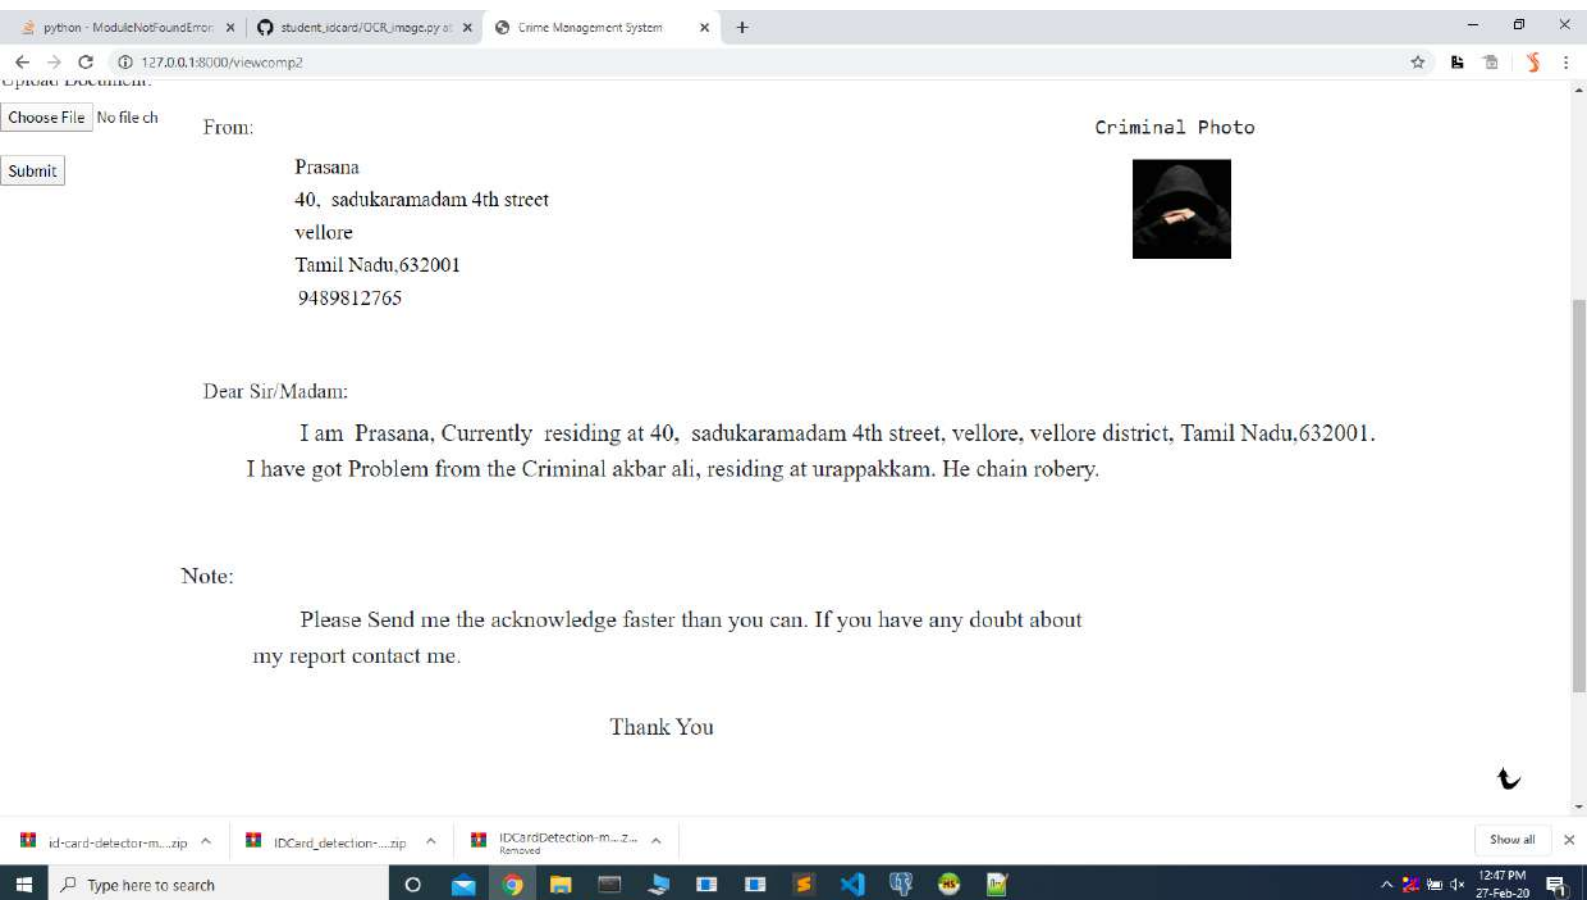 python - ModuleNotFoundError:
student_idcard/OCR_image.py at
Crime Management System
127.0.0.1:8000/viewcomp2
Upload Document:
Choose File No file ch
Submit
From:
Criminal Photo
Prasana
40, sadukaramadam 4th street
vellore
Tamil Nadu,632001
9489812765
Dear Sir/Madam:
I am Prasana, Currently residing at 40, sadukaramadam 4th street, vellore, vellore district, Tamil Nadu,632001.
I have got Problem from the Criminal akbar ali, residing at urappakkam. He chain robery.
Note:
Please Send me the acknowledge faster than you can. If you have any doubt about
my report contact me.
Thank You
id-card-detector-m....zip
IDCard_detection-....zip
IDCardDetection-m....z...
Removed
Show all
Type here to search
12:47 PM
27-Feb-20